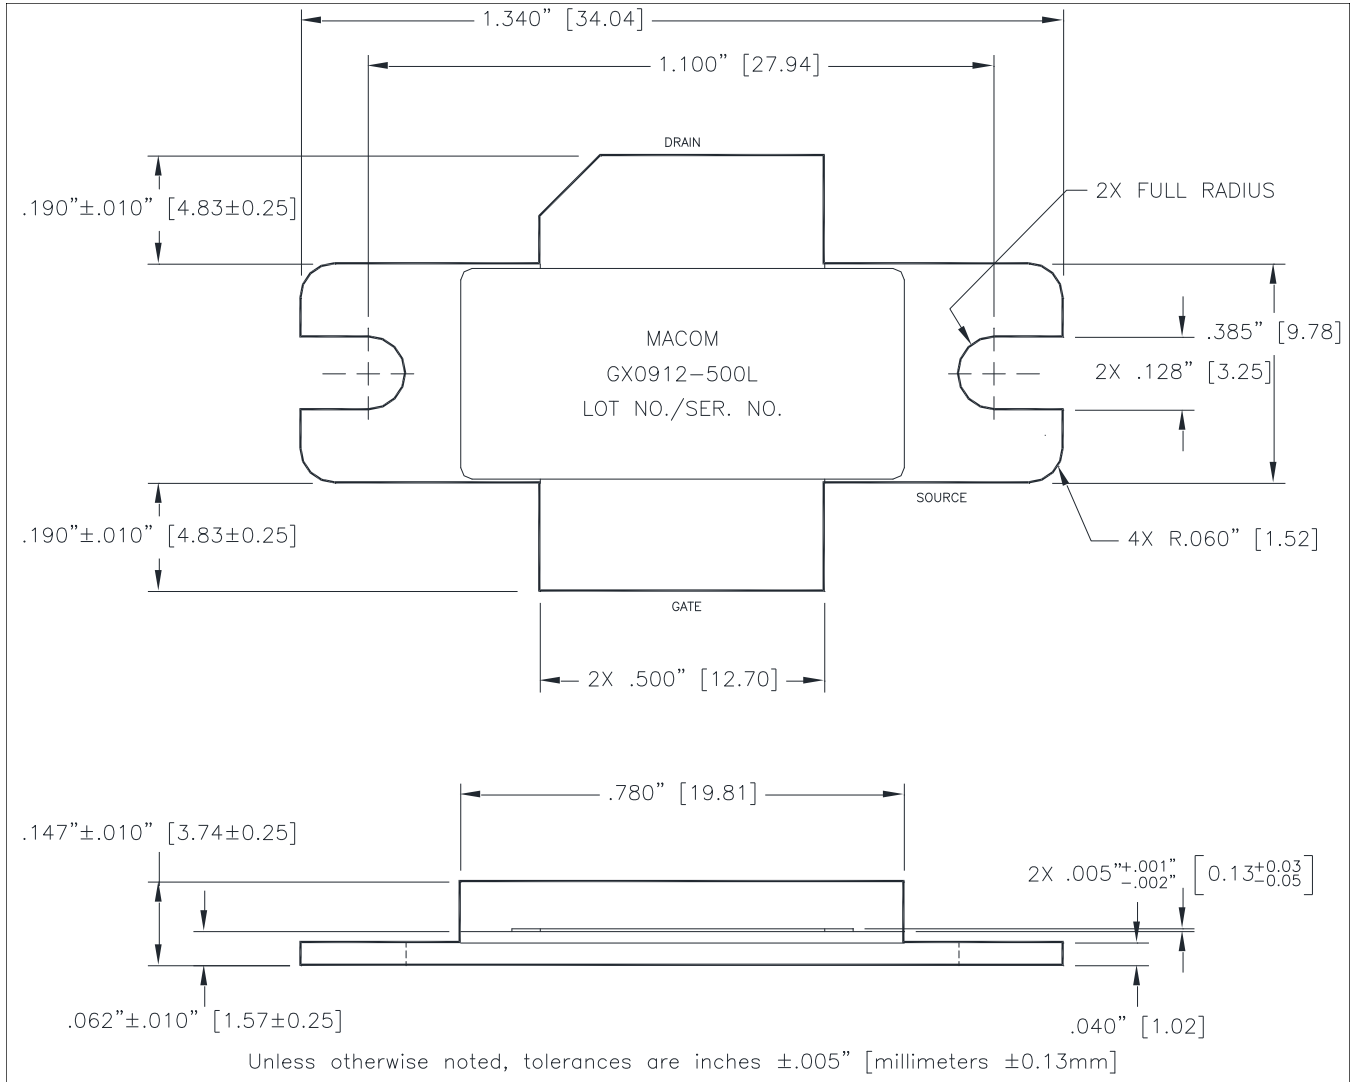 1.340” [34.04]
1.100” [27.94]
DRAIN
2X FULL RADIUS
.190”±.010” [4.83±0.25]
MACOM
GX0912-500L
LOT NO./SER. NO.
.385” [9.78]
2X .128” [3.25]
SOURCE
.190”±.010” [4.83±0.25]
4X R.060” [1.52]
GATE
2X .500” [12.70]
.780” [19.81]
.147”±.010” [3.74±0.25]
2X .005”+.001” -.002” [0.13+0.03 -0.05]
.062”±.010” [1.57±0.25]
.040” [1.02]
Unless otherwise noted, tolerances are inches ±.005” [millimeters ±0.13mm]